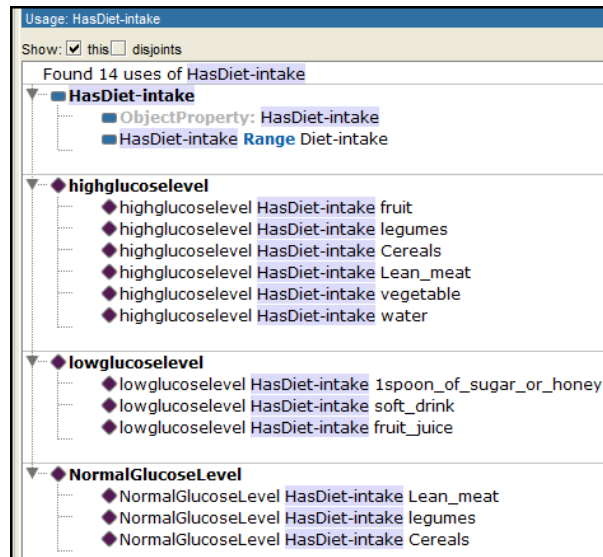 Usage: HasDiet-intake
Show: this disjoints
Found 14 uses of HasDiet-intake
HasDiet-intake
ObjectProperty: HasDiet-intake
HasDiet-intake Range Diet-intake
highglucoselevel
highglucoselevel HasDiet-intake fruit
highglucoselevel HasDiet-intake legumes
highglucoselevel HasDiet-intake Cereals
highglucoselevel HasDiet-intake Lean_meat
highglucoselevel HasDiet-intake vegetable
highglucoselevel HasDiet-intake water
lowglucoselevel
lowglucoselevel HasDiet-intake 1spoon_of_sugar_or_honey
lowglucoselevel HasDiet-intake soft_drink
lowglucoselevel HasDiet-intake fruit_juice
NormalGlucoseLevel
NormalGlucoseLevel HasDiet-intake Lean_meat
NormalGlucoseLevel HasDiet-intake legumes
NormalGlucoseLevel HasDiet-intake Cereals